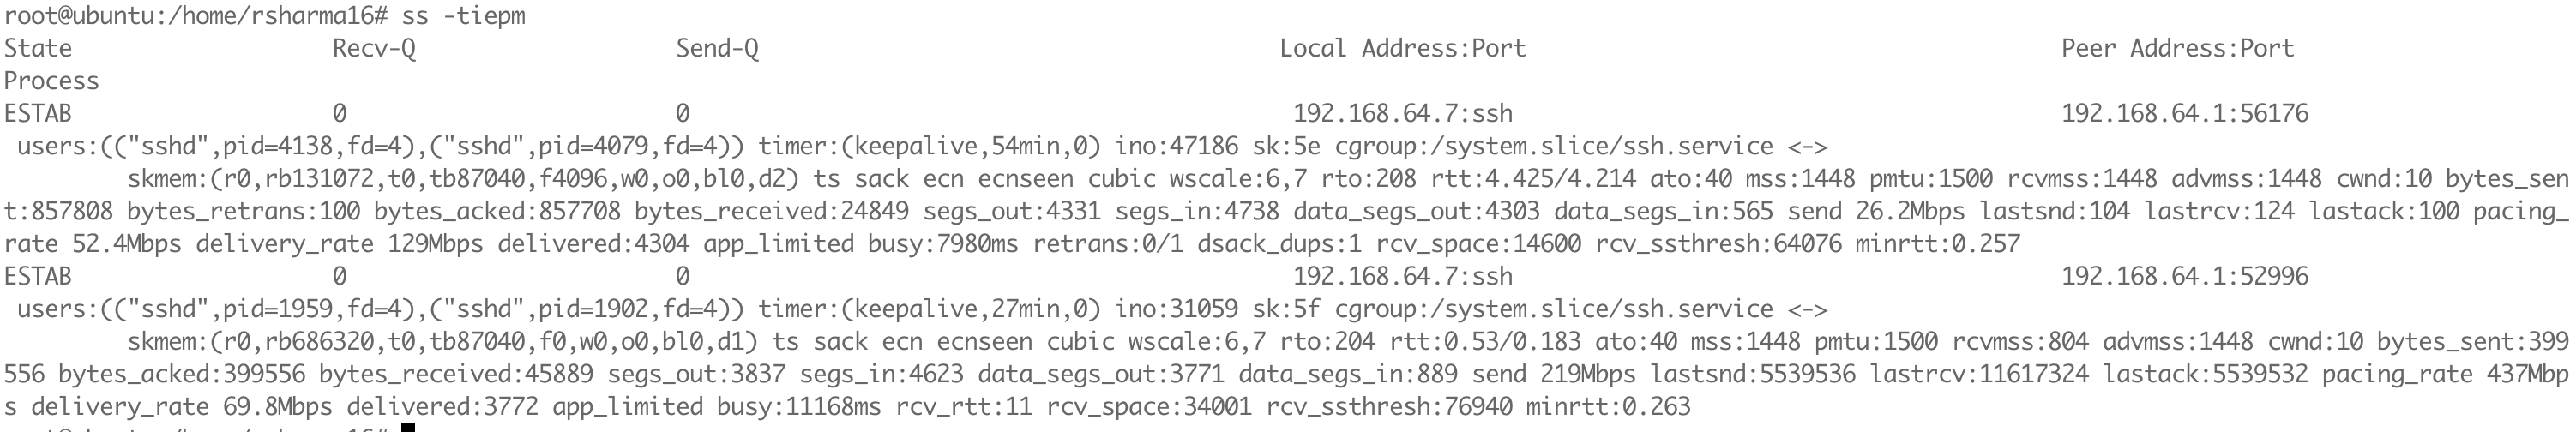 root@ubuntu:/home/rsharma16# ss -tiepm
State Recv-Q Send-Q Local Address:Port Peer Address:Port
Process
ESTAB 0 0 192.168.64.7:ssh 192.168.64.1:56176
users:(("sshd",pid=4138,fd=4),("sshd",pid=4079,fd=4)) timer:(keepalive,54min,0) ino:47186 sk:5e cgroup:/system.slice/ssh.service <->
skmem:(r0,rb131072,t0,tb87040,f4096,w0,o0,bl0,d2) ts sack ecn ecnseen cubic wscale:6,7 rto:208 rtt:4.425/4.214 ato:40 mss:1448 pmtu:1500 rcvmss:1448 advmss:1448 cwnd:10 bytes_sen
t:857808 bytes_retrans:100 bytes_acked:857708 bytes_received:24849 segs_out:4331 segs_in:4738 data_segs_out:4303 data_segs_in:565 send 26.2Mbps lastsnd:104 lastrcv:124 lastack:100 pacing_
rate 52.4Mbps delivery_rate 129Mbps delivered:4304 app_limited busy:7980ms retrans:0/1 dsack_dups:1 rcv_space:14600 rcv_ssthresh:64076 minrtt:0.257
ESTAB 0 0 192.168.64.7:ssh 192.168.64.1:52996
users:(("sshd",pid=1959,fd=4),("sshd",pid=1902,fd=4)) timer:(keepalive,27min,0) ino:31059 sk:5f cgroup:/system.slice/ssh.service <->
skmem:(r0,rb686320,t0,tb87040,f0,w0,o0,bl0,d1) ts sack ecn ecnseen cubic wscale:6,7 rto:204 rtt:0.53/0.183 ato:40 mss:1448 pmtu:1500 rcvmss:804 advmss:1448 cwnd:10 bytes_sent:399
556 bytes_acked:399556 bytes_received:45889 segs_out:3837 segs_in:4623 data_segs_out:3771 data_segs_in:889 send 219Mbps lastsnd:5539536 lastrcv:11617324 lastack:5539532 pacing_rate 437Mbp
s delivery_rate 69.8Mbps delivered:3772 app_limited busy:11168ms rcv_rtt:11 rcv_space:34001 rcv_ssthresh:76940 minrtt:0.263